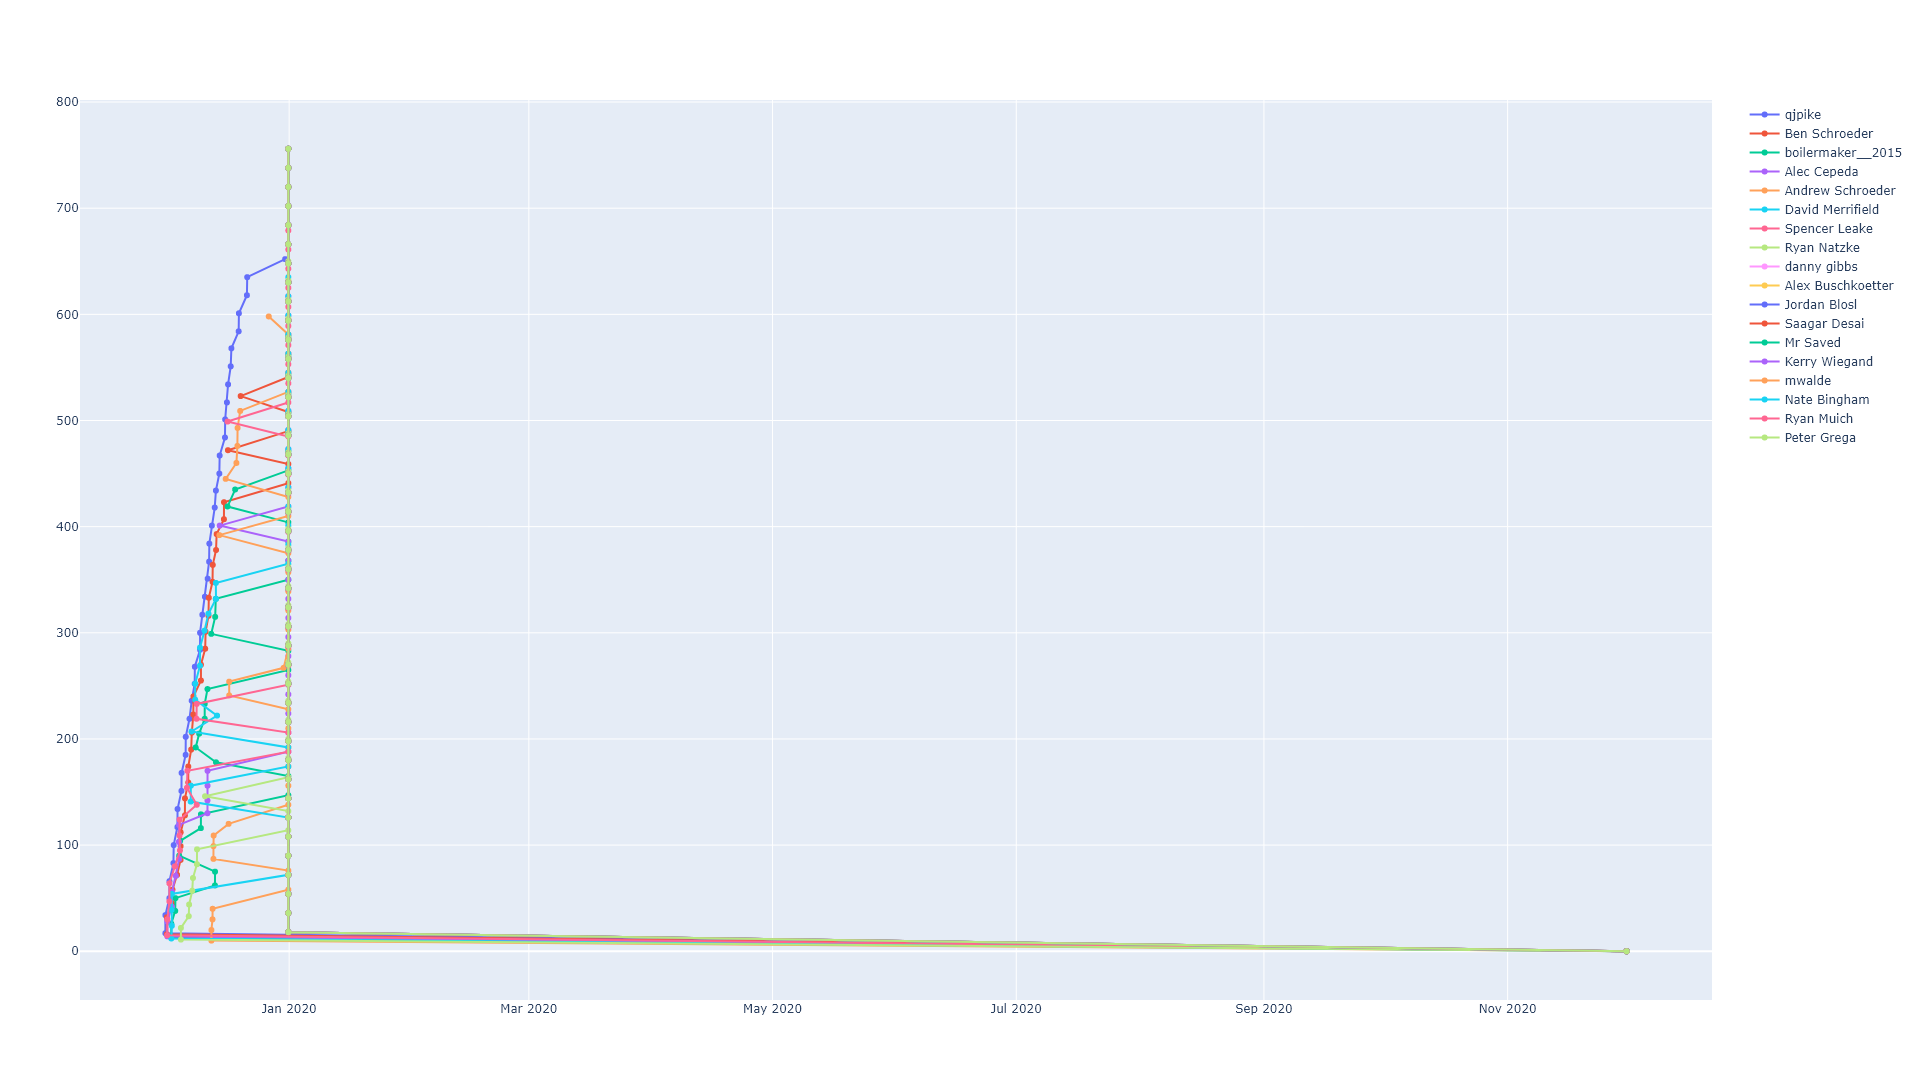 800
700
600
500
400
300
200
100
0
Jan 2020
Mar 2020
May 2020
Jul 2020
Sep 2020
Nov 2020
qjpike
Ben Schroeder
boilermaker__2015
Alec Cepeda
Andrew Schroeder
David Merrifield
Spencer Leake
Ryan Natzke
danny gibbs
Alex Buschkoetter
Jordan Blosl
Saagar Desai
Mr Saved
Kerry Wiegand
mwalde
Nate Bingham
Ryan Muich
Peter Grega